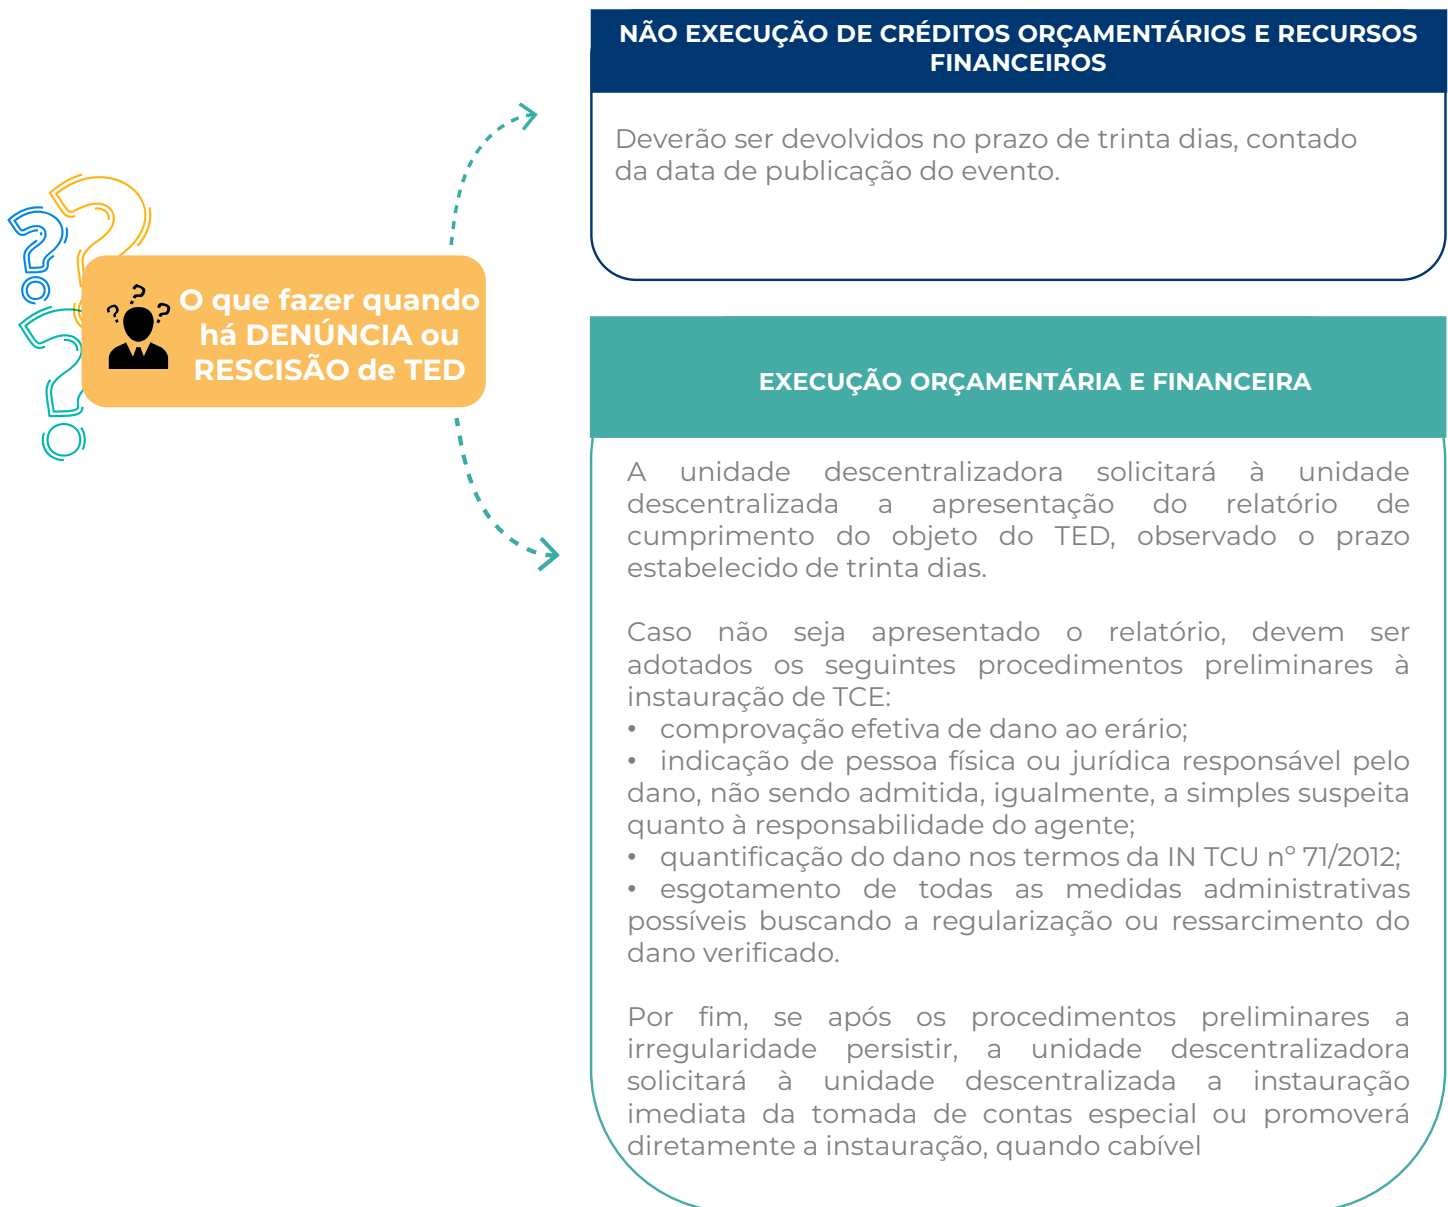 O que fazer quando
há DENÚNCIA ou
RESCISÃO de TED
NÃO EXECUÇÃO DE CRÉDITOS ORÇAMENTÁRIOS E RECURSOS
FINANCEIROS
Deverão ser devolvidos no prazo de trinta dias, contado
da data de publicação do evento.
EXECUÇÃO ORÇAMENTÁRIA E FINANCEIRA
A unidade descentralizadora solicitará à unidade
descentralizada a apresentação do relatório de
cumprimento do objeto do TED, observado o prazo
estabelecido de trinta dias.
Caso não seja apresentado o relatório, devem ser
adotados os seguintes procedimentos preliminares à
instauração de TCE:
• comprovação efetiva de dano ao erário;
• indicação de pessoa física ou jurídica responsável pelo
dano, não sendo admitida, igualmente, a simples suspeita
quanto à responsabilidade do agente;
• quantificação do dano nos termos da IN TCU nº 71/2012;
• esgotamento de todas as medidas administrativas
possíveis buscando a regularização ou ressarcimento do
dano verificado.
Por fim, se após os procedimentos preliminares a
irregularidade persistir, a unidade descentralizadora
solicitará à unidade descentralizada a instauração
imediata da tomada de contas especial ou promoverá
diretamente a instauração, quando cabível